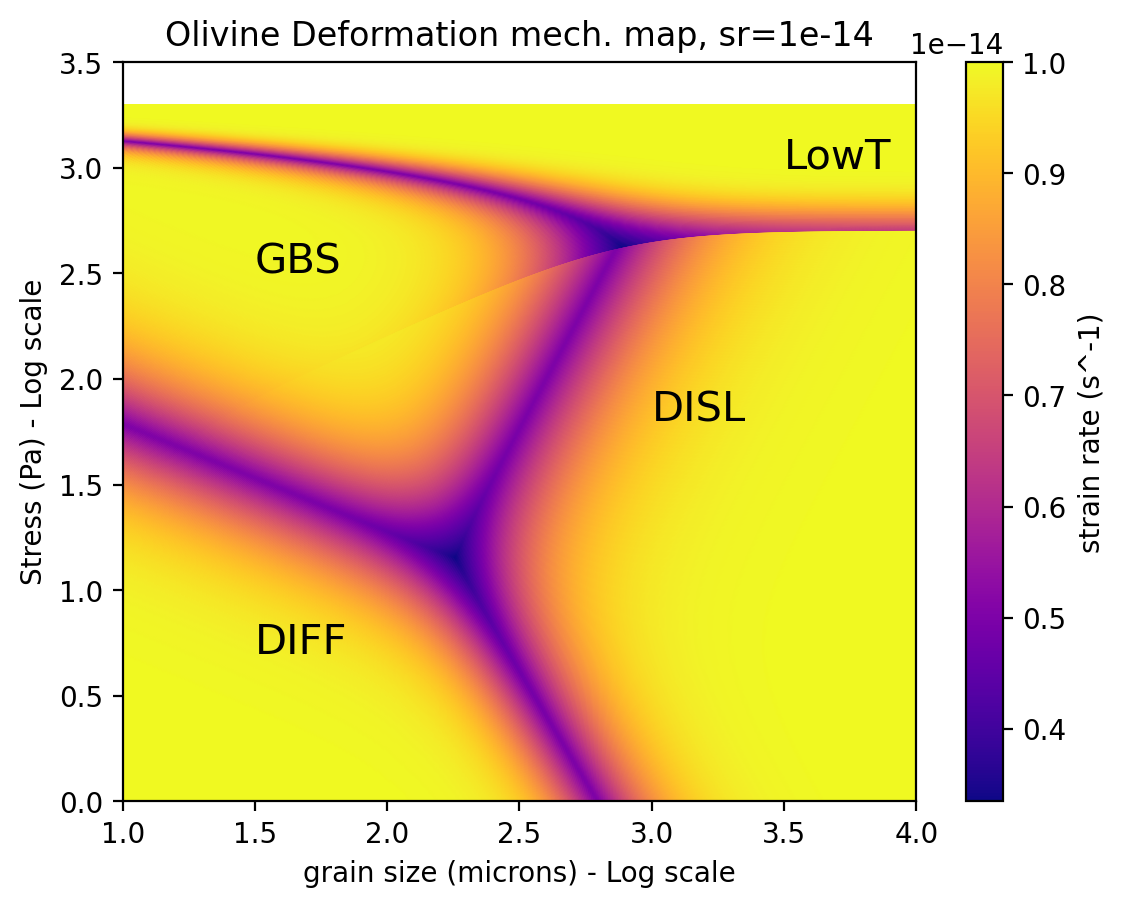 Olivine Deformation mech. map, sr=1e-14
1e−14
3.5
3.0
2.5
2.0
1.5
1.0
0.5
0.0
Stress (Pa) - Log scale
LowT
GBS
DISL
DIFF
1.0
1.5
2.0
2.5
3.0
3.5
4.0
grain size (microns) - Log scale
1.0
0.9
0.8
0.7
0.6
0.5
0.4
strain rate (s^-1)